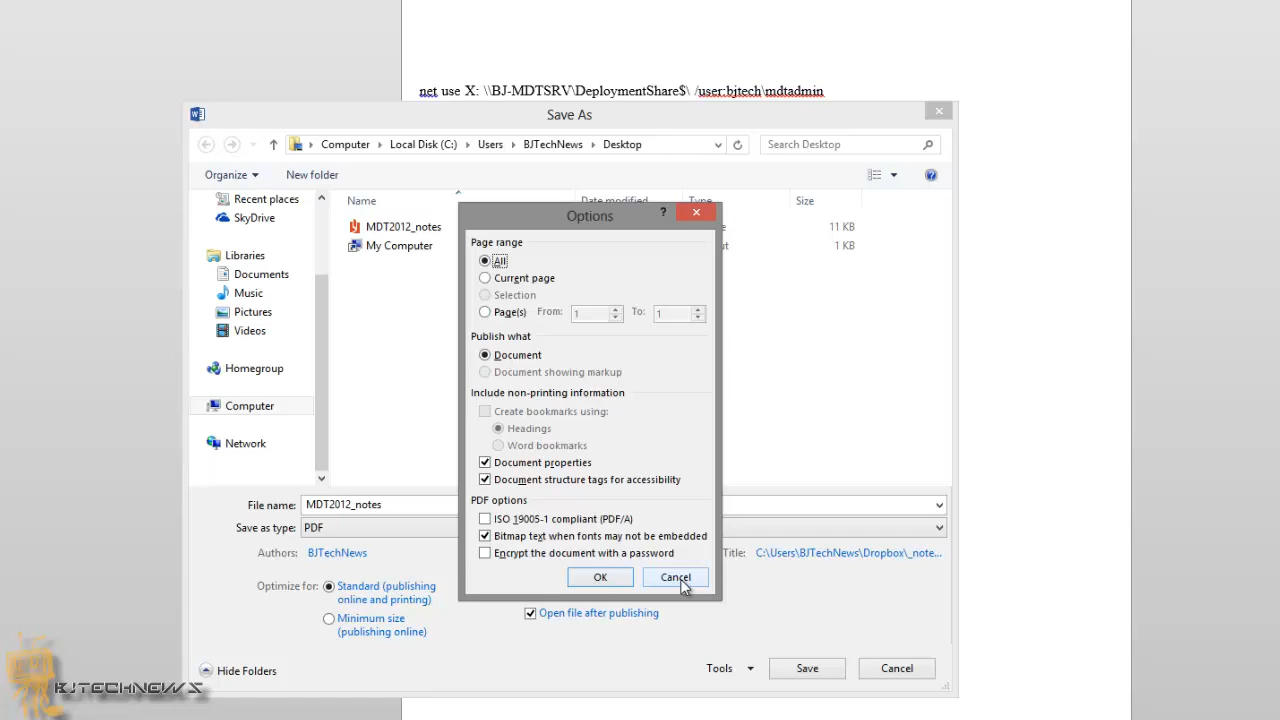 net use X: \\BJ-MDTSRV\DeploymentShare$\ /user:bjtech\mdtadmin
Save As
Computer Local Disk (C:) Users BJTechNews Desktop
Search Desktop
Organize New folder
Name Date modified Type Size
Recent places
SkyDrive
Libraries
Documents
Music
Pictures
Videos
Homegroup
Computer
Network
MDT2012_notes 11 KB
My Computer 1 KB
Options
?
Page range
All
Current page
Selection
Page(s) From: 1 To: 1
Publish what
Document
Document showing markup
Include non-printing information
Create bookmarks using:
Headings
Word bookmarks
Document properties
Document structure tags for accessibility
PDF options
ISO 19005-1 compliant (PDF/A)
Bitmap text when fonts may not be embedded
Encrypt the document with a password
OK Cancel
File name: MDT2012_notes
Save as type: PDF
Authors: BJTechNews
Title: C:\Users\BJTechNews\Dropbox\_note...
Optimize for: Standard (publishing
online and printing)
Minimum size
(publishing online)
Open file after publishing
Hide Folders
Tools Save Cancel
BJTECHNEWS